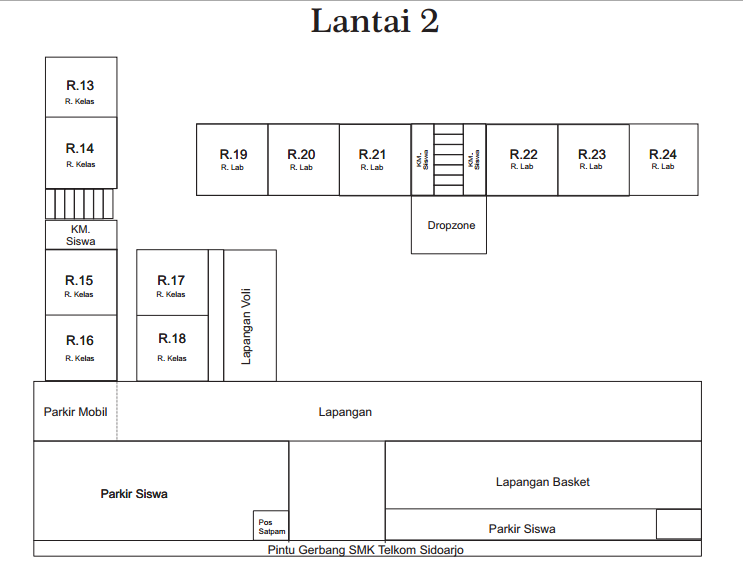 Lantai 2
R.13
R. Kelas
R.14
R. Kelas
KM.
Siswa
R.15
R. Kelas
R.16
R. Kelas
R.17
R. Kelas
R.18
R. Kelas
Lapangan Voli
R.19
R. Lab
R.20
R. Lab
R.21
R. Lab
KM.
Siswa
KM.
Siswa
R.22
R. Lab
R.23
R. Lab
R.24
R. Lab
Dropzone
Parkir Mobil
Lapangan
Parkir Siswa
Pos
Satpam
Lapangan Basket
Parkir Siswa
Pintu Gerbang SMK Telkom Sidoarjo